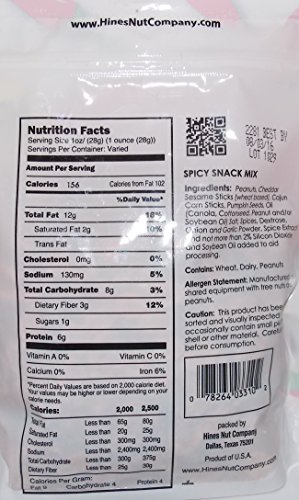 www.HinesNutCompany.com
Nutrition Facts
Serving Size 1oz/ (28g) (1 ounce (28g))
Servings Per Container: Varied
Amount Per Serving
Calories 156 Calories from Fat 102
%Daily Value*
Total Fat 12g 18%
Saturated Fat 2g 10%
Trans Fat
Cholesterol 0mg 0%
Sodium 130mg 5%
Total Carbohydrate 8g 3%
Dietary Fiber 3g 12%
Sugars 1g
Protein 6g
Vitamin A 0% Vitamin C 0%
Calcium 0% Iron 6%
*Percent Daily Values are based on 2,000 calorie diet.
Your daily values may be higher or lower depending on your calorie needs.
Calories: 2,000 2,500
Total Fat Less than 65g 80g
Saturated Fat Less than 20g 25g
Cholesterol Less than 300mg 300mg
Sodium Less than 2,400mg 2,400mg
Total Carbohydrate 300g 375g
Dietary Fiber 25g 30g
Calories Per Gram:
Fat 9 Carbohydrate 4 Protein 4
2281 BEST BY
08/03/16
LOT 1029
SPICY SNACK MIX
Ingredients: Peanuts, Cheddar
Sesame Sticks (wheat based), Cajun
Corn Sticks, Pumpkin Seeds, Oil
(Canola, Cottonseed, Peanut and/or
Soybean Oil) Salt, Spices, Dextrose,
Onion and Garlic Powder, Spice Extract
and not more than 2% Silicon Dioxide
and Soybean Oil added to aid
processing.
Contains: Wheat, Dairy, Peanuts
Allergen Statement: Manufactured
shared equipment with tree nuts
peanuts.
Caution: This product has been
sorted and visually inspected
occasionally contain small
shell or other material. Careful
before consumption.
0 78264 03310 9
packed by
Hines Nut Company
Dallas, Texas 75201
Product of U.S.A.
www.HinesNutCompany.com